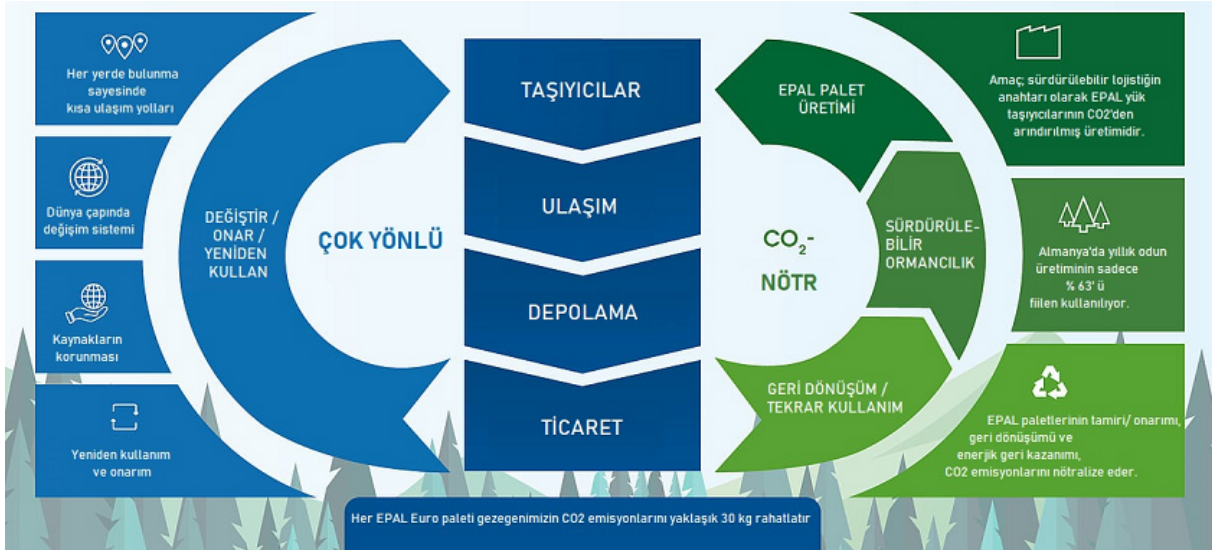 Her yerde bulunma
sayesinde
kısa ulaşım yolları
Dünya çapında
değişim sistemi
Kaynakların
korunması
Yeniden kullanım
ve onarım
DEĞİŞTİR /
ONAR /
YENİDEN
KULLAN
ÇOK YÖNLÜ
TAŞIYICILAR
ULAŞIM
DEPOLAMA
TİCARET
CO₂-
NÖTR
EPAL PALET
ÜRETİMİ
SÜRDÜRÜLE-
BİLİR
ORMANCILIK
GERİ DÖNÜŞÜM /
TEKRAR KULLANIM
Amaç; sürdürülebilir lojistiğin
anahtarı olarak EPAL yük
taşıyıcılarının CO2'den
arındırılmış üretimidir.
Almanya'da yıllık odun
üretiminin sadece
% 63' ü
fiilen kullanılıyor.
EPAL paletlerinin tamiri/ onarımı,
geri dönüşümü ve
enerjik geri kazanımı,
CO2 emisyonlarını nötralize eder.
Her EPAL Euro paleti gezegenimizin CO2 emisyonlarını yaklaşık 30 kg rahatlatır